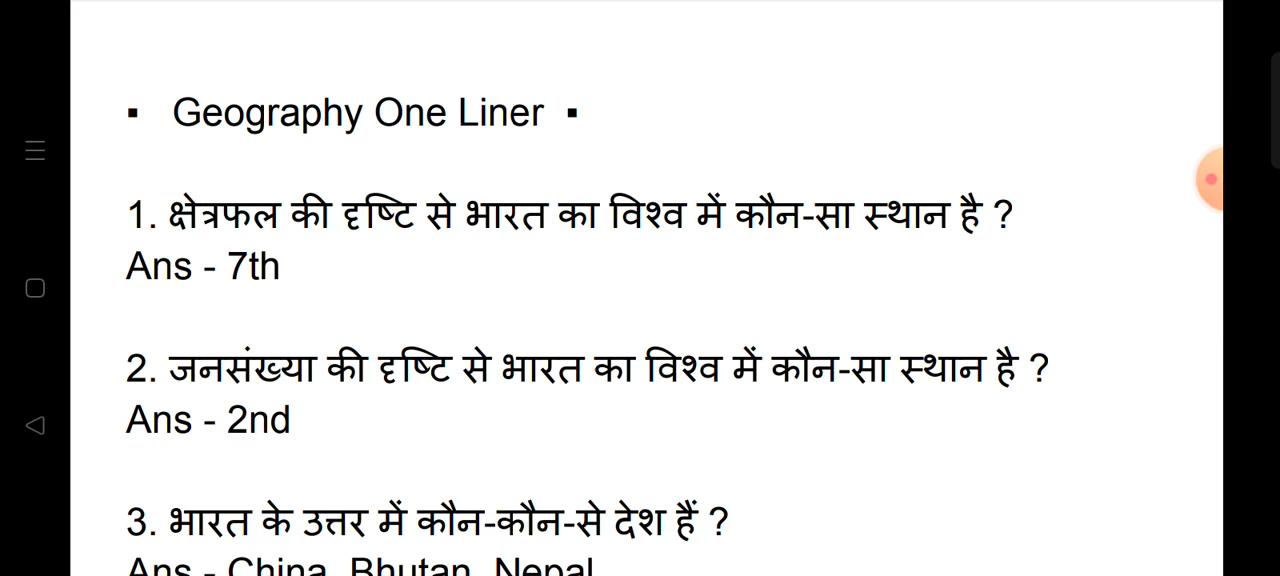 ▪ Geography One Liner ▪
1. क्षेत्रफल की दृष्टि से भारत का विश्व में कौन-सा स्थान है ?
Ans - 7th
2. जनसंख्या की दृष्टि से भारत का विश्व में कौन-सा स्थान है ?
Ans - 2nd
3. भारत के उत्तर में कौन-कौन-से देश हैं ?
Ans - China, Bhutan, Nepal